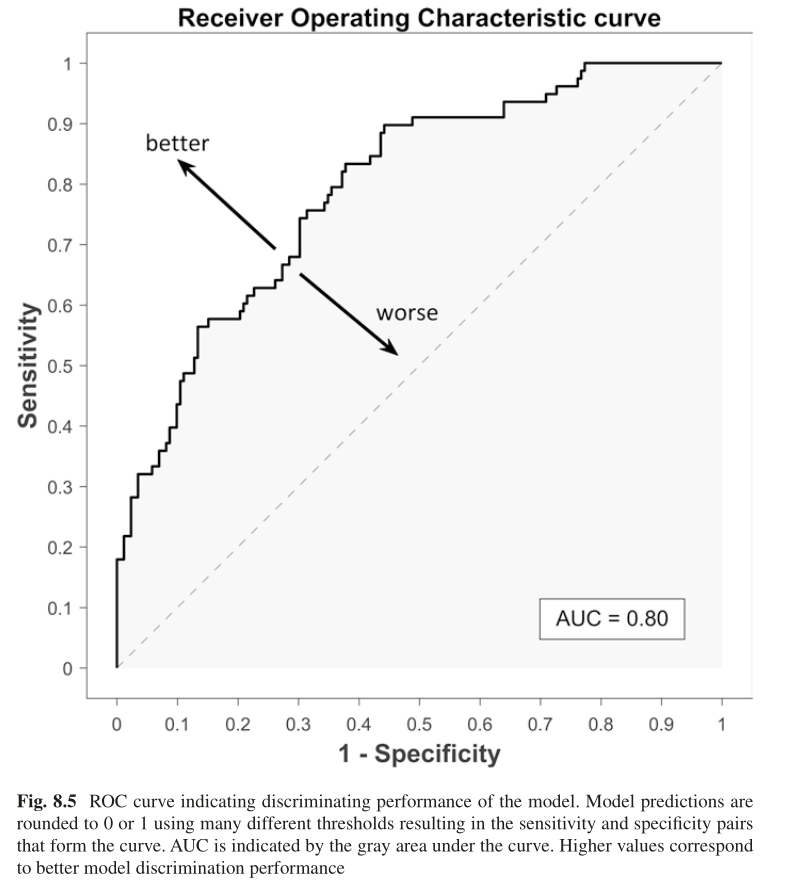 Receiver Operating Characteristic curve
1
0.9
better
0.8
0.7
0.6
worse
0.5
0.4
0.3
0.2
0.1
AUC = 0.80
0
Sensitivity
0 0.1 0.2 0.3 0.4 0.5 0.6 0.7 0.8 0.9 1
1 - Specificity
Fig. 8.5 ROC curve indicating discriminating performance of the model. Model predictions are
rounded to 0 or 1 using many different thresholds resulting in the sensitivity and specificity pairs
that form the curve. AUC is indicated by the gray area under the curve. Higher values correspond
to better model discrimination performance